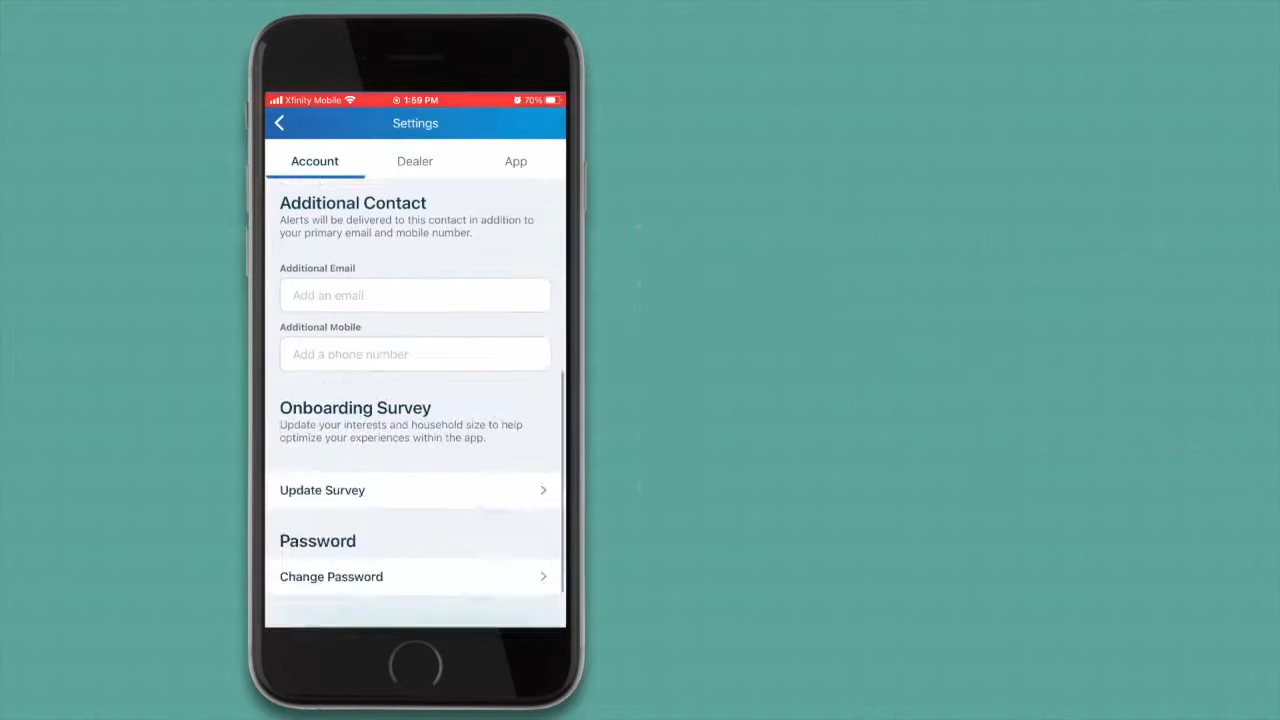 Xfinity Mobile 1:59 PM 70%
Settings
Account Dealer App
Additional Contact
Alerts will be delivered to this contact in addition to
your primary email and mobile number.
Additional Email
Add an email
Additional Mobile
Add a phone number
Onboarding Survey
Update your interests and household size to help
optimize your experiences within the app.
Update Survey
Password
Change Password